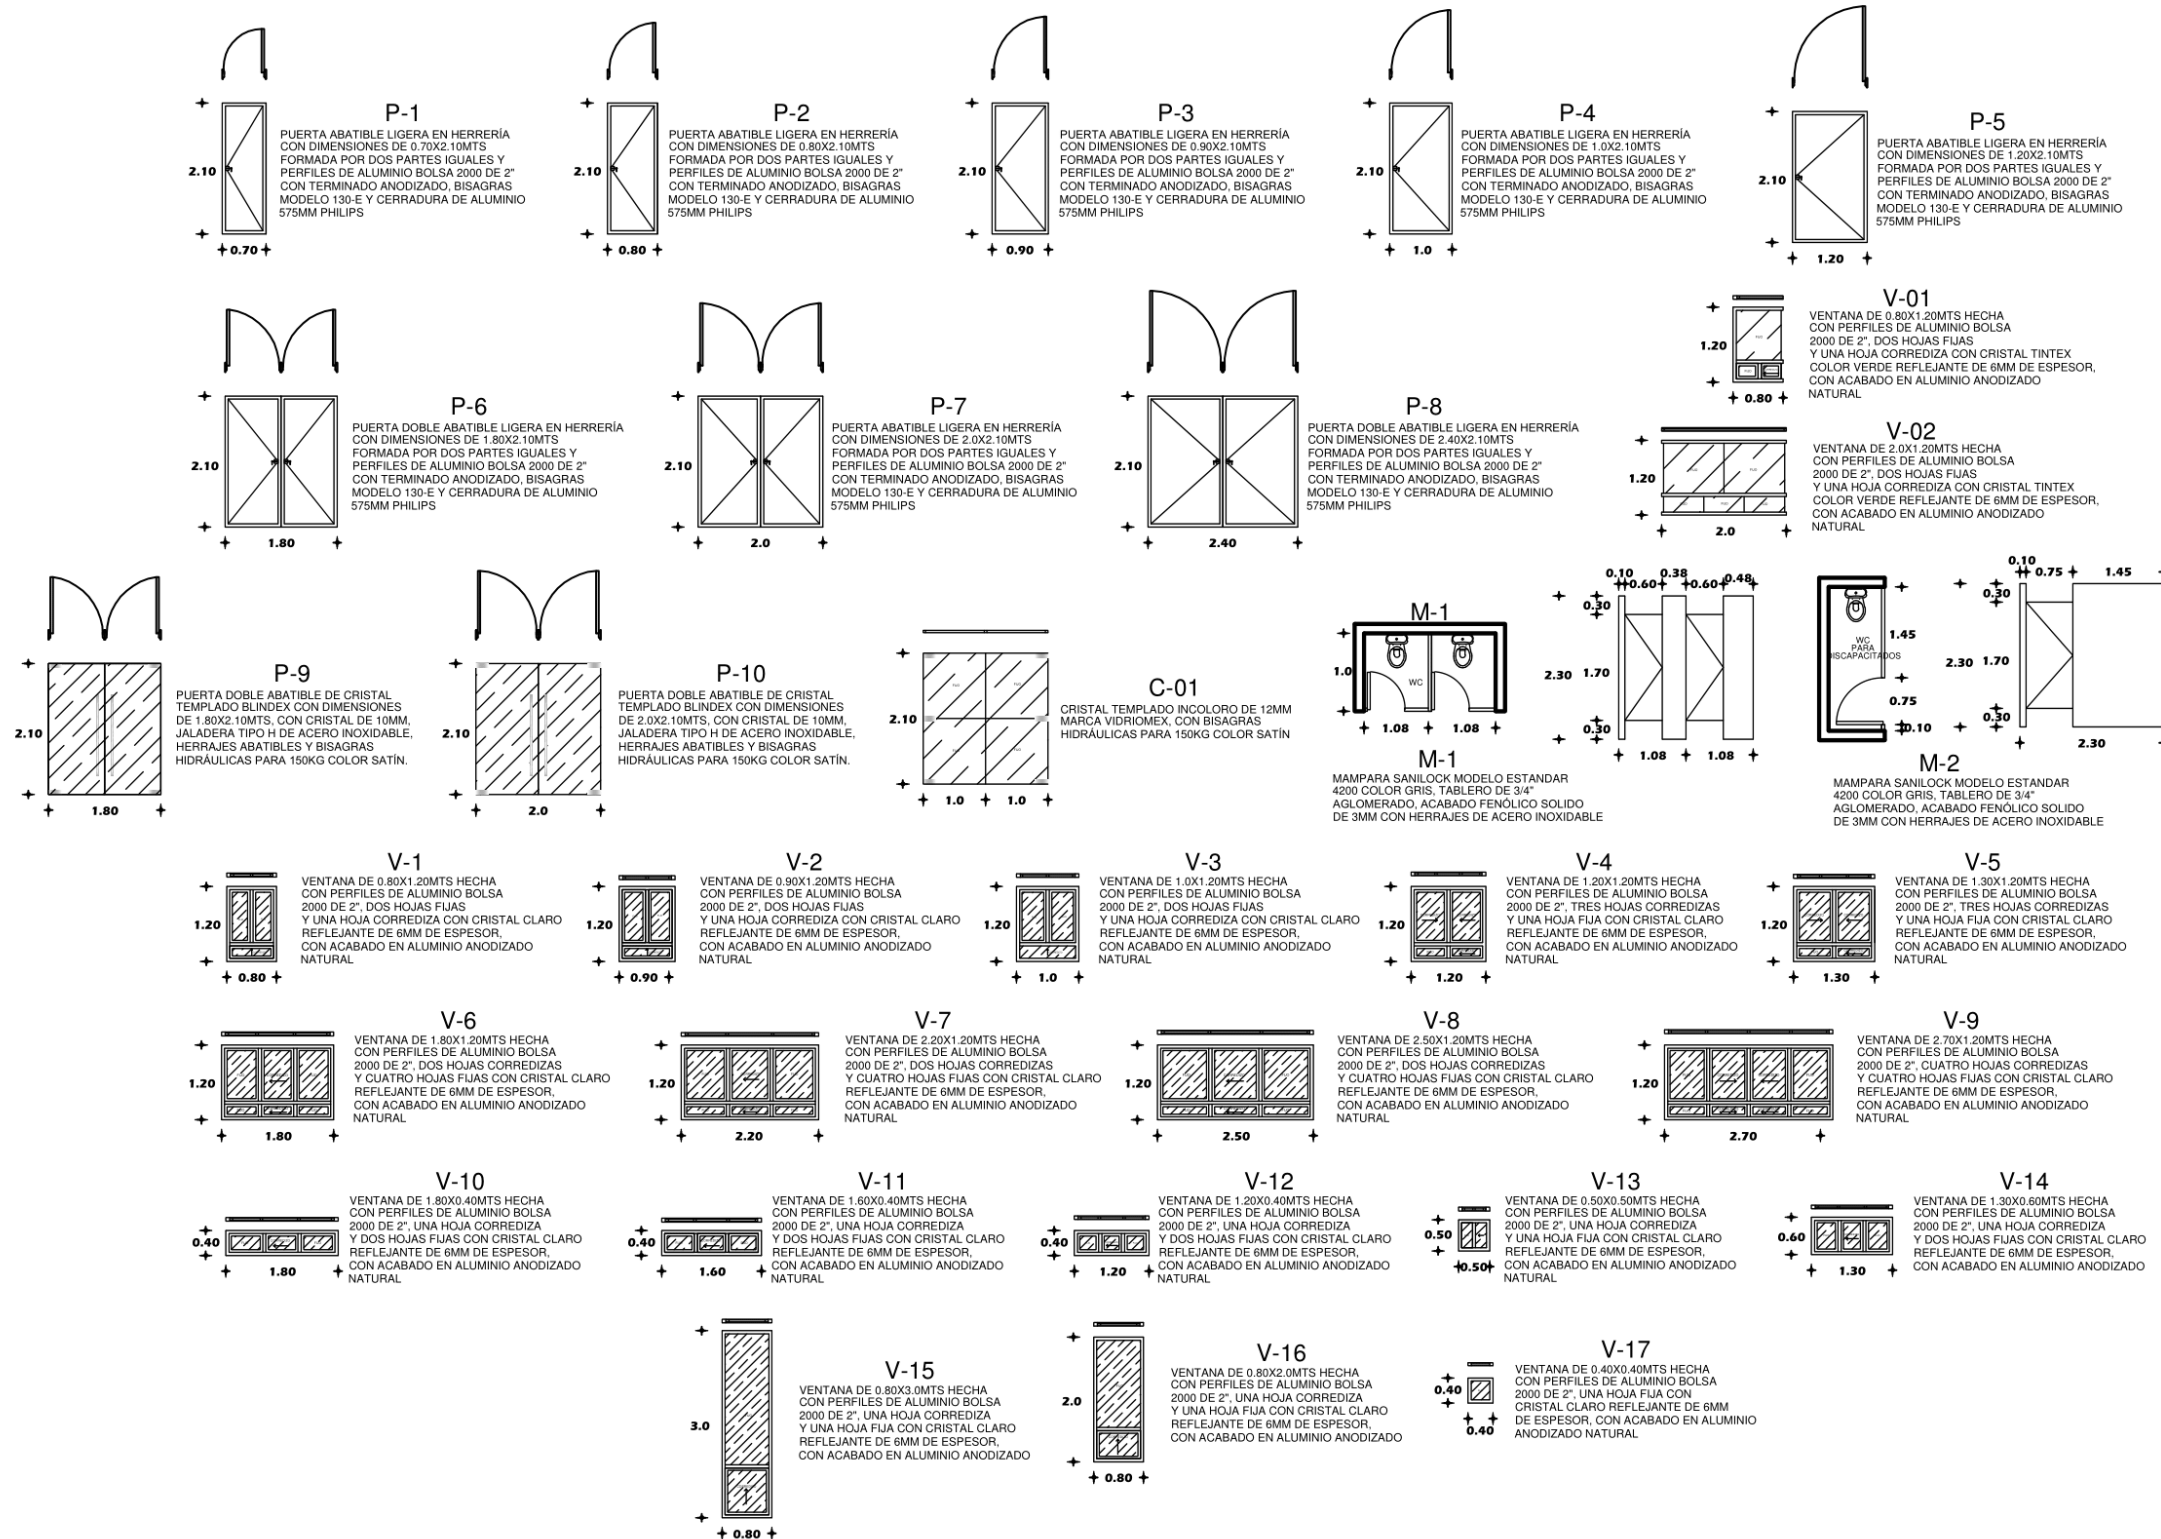 P-1
PUERTA ABATIBLE LIGERA EN HERRERÍA
CON DIMENSIONES DE 0.70X2.10MTS
FORMADA POR DOS PARTES IGUALES Y
PERFILES DE ALUMINIO BOLSA 2000 DE 2"
CON TERMINADO ANODIZADO, BISAGRAS
MODELO 130-E Y CERRADURA DE ALUMINIO
575MM PHILIPS
2.10
0.70
P-2
PUERTA ABATIBLE LIGERA EN HERRERÍA
CON DIMENSIONES DE 0.80X2.10MTS
FORMADA POR DOS PARTES IGUALES Y
PERFILES DE ALUMINIO BOLSA 2000 DE 2"
CON TERMINADO ANODIZADO, BISAGRAS
MODELO 130-E Y CERRADURA DE ALUMINIO
575MM PHILIPS
2.10
0.80
P-3
PUERTA ABATIBLE LIGERA EN HERRERÍA
CON DIMENSIONES DE 0.90X2.10MTS
FORMADA POR DOS PARTES IGUALES Y
PERFILES DE ALUMINIO BOLSA 2000 DE 2"
CON TERMINADO ANODIZADO, BISAGRAS
MODELO 130-E Y CERRADURA DE ALUMINIO
575MM PHILIPS
2.10
0.90
P-4
PUERTA ABATIBLE LIGERA EN HERRERÍA
CON DIMENSIONES DE 1.0X2.10MTS
FORMADA POR DOS PARTES IGUALES Y
PERFILES DE ALUMINIO BOLSA 2000 DE 2"
CON TERMINADO ANODIZADO, BISAGRAS
MODELO 130-E Y CERRADURA DE ALUMINIO
575MM PHILIPS
2.10
1.0
P-5
PUERTA ABATIBLE LIGERA EN HERRERÍA
CON DIMENSIONES DE 1.20X2.10MTS
FORMADA POR DOS PARTES IGUALES Y
PERFILES DE ALUMINIO BOLSA 2000 DE 2"
CON TERMINADO ANODIZADO, BISAGRAS
MODELO 130-E Y CERRADURA DE ALUMINIO
575MM PHILIPS
2.10
1.20
P-6
PUERTA DOBLE ABATIBLE LIGERA EN HERRERÍA
CON DIMENSIONES DE 1.80X2.10MTS
FORMADA POR DOS PARTES IGUALES Y
PERFILES DE ALUMINIO BOLSA 2000 DE 2"
CON TERMINADO ANODIZADO, BISAGRAS
MODELO 130-E Y CERRADURA DE ALUMINIO
575MM PHILIPS
2.10
1.80
P-7
PUERTA ABATIBLE LIGERA EN HERRERÍA
CON DIMENSIONES DE 2.0X2.10MTS
FORMADA POR DOS PARTES IGUALES Y
PERFILES DE ALUMINIO BOLSA 2000 DE 2"
CON TERMINADO ANODIZADO, BISAGRAS
MODELO 130-E Y CERRADURA DE ALUMINIO
575MM PHILIPS
2.10
2.0
P-8
PUERTA DOBLE ABATIBLE LIGERA EN HERRERÍA
CON DIMENSIONES DE 2.40X2.10MTS
FORMADA POR DOS PARTES IGUALES Y
PERFILES DE ALUMINIO BOLSA 2000 DE 2"
CON TERMINADO ANODIZADO, BISAGRAS
MODELO 130-E Y CERRADURA DE ALUMINIO
575MM PHILIPS
2.10
2.40
V-01
VENTANA DE 0.80X1.20MTS HECHA
CON PERFILES DE ALUMINIO BOLSA
2000 DE 2", DOS HOJAS FIJAS
Y UNA HOJA CORREDIZA CON CRISTAL TINTEX
COLOR VERDE REFLEJANTE DE 6MM DE ESPESOR,
CON ACABADO EN ALUMINIO ANODIZADO
NATURAL
1.20
0.80
V-02
VENTANA DE 2.0X1.20MTS HECHA
CON PERFILES DE ALUMINIO BOLSA
2000 DE 2", DOS HOJAS FIJAS
Y UNA HOJA CORREDIZA CON CRISTAL TINTEX
COLOR VERDE REFLEJANTE DE 6MM DE ESPESOR,
CON ACABADO EN ALUMINIO ANODIZADO
NATURAL
1.20
2.0
P-9
PUERTA DOBLE ABATIBLE DE CRISTAL
TEMPLADO BLINDEX CON DIMENSIONES
DE 1.80X2.10MTS, CON CRISTAL DE 10MM,
JALADERA TIPO H DE ACERO INOXIDABLE,
HERRAJES ABATIBLES Y BISAGRAS
HIDRÁULICAS PARA 150KG COLOR SATÍN.
2.10
1.80
P-10
PUERTA DOBLE ABATIBLE DE CRISTAL
TEMPLADO BLINDEX CON DIMENSIONES
DE 2.0X2.10MTS, CON CRISTAL DE 10MM,
JALADERA TIPO H DE ACERO INOXIDABLE,
HERRAJES ABATIBLES Y BISAGRAS
HIDRÁULICAS PARA 150KG COLOR SATÍN.
2.10
2.0
C-01
CRISTAL TEMPLADO INCOLORO DE 12MM
MARCA VIDRIOMEX, CON BISAGRAS
HIDRÁULICAS PARA 150KG COLOR SATÍN
2.10
1.0 1.0
M-1
1.0
WC
1.08 1.08
M-1
MAMPARA SANILOCK MODELO ESTANDAR
4200 COLOR GRIS, TABLERO DE 3/4"
AGLOMERADO, ACABADO FENÓLICO SOLIDO
DE 3MM CON HERRAJES DE ACERO INOXIDABLE
0.10 0.60 0.38 0.60 0.48
0.30
2.30 1.70
0.30
1.08 1.08
WC
PARA
DISCAPACITADOS
1.45
0.75
0.10
M-2
MAMPARA SANILOCK MODELO ESTANDAR
4200 COLOR GRIS, TABLERO DE 3/4"
AGLOMERADO, ACABADO FENÓLICO SOLIDO
DE 3MM CON HERRAJES DE ACERO INOXIDABLE
0.10 0.75 1.45
0.30
2.30 1.70
0.30
2.30
V-1
VENTANA DE 0.80X1.20MTS HECHA
CON PERFILES DE ALUMINIO BOLSA
2000 DE 2", DOS HOJAS FIJAS
Y UNA HOJA CORREDIZA CON CRISTAL CLARO
REFLEJANTE DE 6MM DE ESPESOR,
CON ACABADO EN ALUMINIO ANODIZADO
NATURAL
1.20
0.80
V-2
VENTANA DE 0.90X1.20MTS HECHA
CON PERFILES DE ALUMINIO BOLSA
2000 DE 2", DOS HOJAS FIJAS
Y UNA HOJA CORREDIZA CON CRISTAL CLARO
REFLEJANTE DE 6MM DE ESPESOR,
CON ACABADO EN ALUMINIO ANODIZADO
NATURAL
1.20
0.90
V-3
VENTANA DE 1.0X1.20MTS HECHA
CON PERFILES DE ALUMINIO BOLSA
2000 DE 2", DOS HOJAS FIJAS
Y UNA HOJA CORREDIZA CON CRISTAL CLARO
REFLEJANTE DE 6MM DE ESPESOR,
CON ACABADO EN ALUMINIO ANODIZADO
NATURAL
1.20
1.0
V-4
VENTANA DE 1.20X1.20MTS HECHA
CON PERFILES DE ALUMINIO BOLSA
2000 DE 2", TRES HOJAS CORREDIZAS
Y UNA HOJA FIJA CON CRISTAL CLARO
REFLEJANTE DE 6MM DE ESPESOR,
CON ACABADO EN ALUMINIO ANODIZADO
NATURAL
1.20
1.20
V-5
VENTANA DE 1.30X1.20MTS HECHA
CON PERFILES DE ALUMINIO BOLSA
2000 DE 2", TRES HOJAS CORREDIZAS
Y UNA HOJA FIJA CON CRISTAL CLARO
REFLEJANTE DE 6MM DE ESPESOR,
CON ACABADO EN ALUMINIO ANODIZADO
NATURAL
1.20
1.30
V-6
VENTANA DE 1.80X1.20MTS HECHA
CON PERFILES DE ALUMINIO BOLSA
2000 DE 2", DOS HOJAS CORREDIZAS
Y CUATRO HOJAS FIJAS CON CRISTAL CLARO
REFLEJANTE DE 6MM DE ESPESOR,
CON ACABADO EN ALUMINIO ANODIZADO
NATURAL
1.20
1.80
V-7
VENTANA DE 2.20X1.20MTS HECHA
CON PERFILES DE ALUMINIO BOLSA
2000 DE 2", DOS HOJAS CORREDIZAS
Y CUATRO HOJAS FIJAS CON CRISTAL CLARO
REFLEJANTE DE 6MM DE ESPESOR,
CON ACABADO EN ALUMINIO ANODIZADO
NATURAL
1.20
2.20
V-8
VENTANA DE 2.50X1.20MTS HECHA
CON PERFILES DE ALUMINIO BOLSA
2000 DE 2", DOS HOJAS CORREDIZAS
Y CUATRO HOJAS FIJAS CON CRISTAL CLARO
REFLEJANTE DE 6MM DE ESPESOR,
CON ACABADO EN ALUMINIO ANODIZADO
NATURAL
1.20
2.50
V-9
VENTANA DE 2.70X1.20MTS HECHA
CON PERFILES DE ALUMINIO BOLSA
2000 DE 2", CUATRO HOJAS CORREDIZAS
Y CUATRO HOJAS FIJAS CON CRISTAL CLARO
REFLEJANTE DE 6MM DE ESPESOR,
CON ACABADO EN ALUMINIO ANODIZADO
NATURAL
1.20
2.70
V-10
VENTANA DE 1.80X0.40MTS HECHA
CON PERFILES DE ALUMINIO BOLSA
2000 DE 2", UNA HOJA CORREDIZA
Y DOS HOJAS FIJAS CON CRISTAL CLARO
REFLEJANTE DE 6MM DE ESPESOR,
CON ACABADO EN ALUMINIO ANODIZADO
NATURAL
0.40
1.80
V-11
VENTANA DE 1.60X0.40MTS HECHA
CON PERFILES DE ALUMINIO BOLSA
2000 DE 2", UNA HOJA CORREDIZA
Y DOS HOJAS FIJAS CON CRISTAL CLARO
REFLEJANTE DE 6MM DE ESPESOR,
CON ACABADO EN ALUMINIO ANODIZADO
NATURAL
0.40
1.60
V-12
VENTANA DE 1.20X0.40MTS HECHA
CON PERFILES DE ALUMINIO BOLSA
2000 DE 2", UNA HOJA CORREDIZA
Y DOS HOJAS FIJAS CON CRISTAL CLARO
REFLEJANTE DE 6MM DE ESPESOR,
CON ACABADO EN ALUMINIO ANODIZADO
NATURAL
0.40
1.20
V-13
VENTANA DE 0.50X0.50MTS HECHA
CON PERFILES DE ALUMINIO BOLSA
2000 DE 2", UNA HOJA CORREDIZA
Y UNA HOJA FIJA CON CRISTAL CLARO
REFLEJANTE DE 6MM DE ESPESOR,
CON ACABADO EN ALUMINIO ANODIZADO
NATURAL
0.50
0.50
V-14
VENTANA DE 1.30X0.60MTS HECHA
CON PERFILES DE ALUMINIO BOLSA
2000 DE 2", UNA HOJA CORREDIZA
Y DOS HOJAS FIJAS CON CRISTAL CLARO
REFLEJANTE DE 6MM DE ESPESOR,
CON ACABADO EN ALUMINIO ANODIZADO
0.60
1.30
V-15
VENTANA DE 0.80X3.0MTS HECHA
CON PERFILES DE ALUMINIO BOLSA
2000 DE 2", UNA HOJA CORREDIZA
Y UNA HOJA FIJA CON CRISTAL CLARO
REFLEJANTE DE 6MM DE ESPESOR,
CON ACABADO EN ALUMINIO ANODIZADO
3.0
0.80
V-16
VENTANA DE 0.80X2.0MTS HECHA
CON PERFILES DE ALUMINIO BOLSA
2000 DE 2", UNA HOJA CORREDIZA
Y UNA HOJA FIJA CON CRISTAL CLARO
REFLEJANTE DE 6MM DE ESPESOR,
CON ACABADO EN ALUMINIO ANODIZADO
2.0
0.80
V-17
VENTANA DE 0.40X0.40MTS HECHA
CON PERFILES DE ALUMINIO BOLSA
2000 DE 2", UNA HOJA FIJA CON
CRISTAL CLARO REFLEJANTE DE 6MM
DE ESPESOR, CON ACABADO EN ALUMINIO
ANODIZADO NATURAL
0.40
0.40